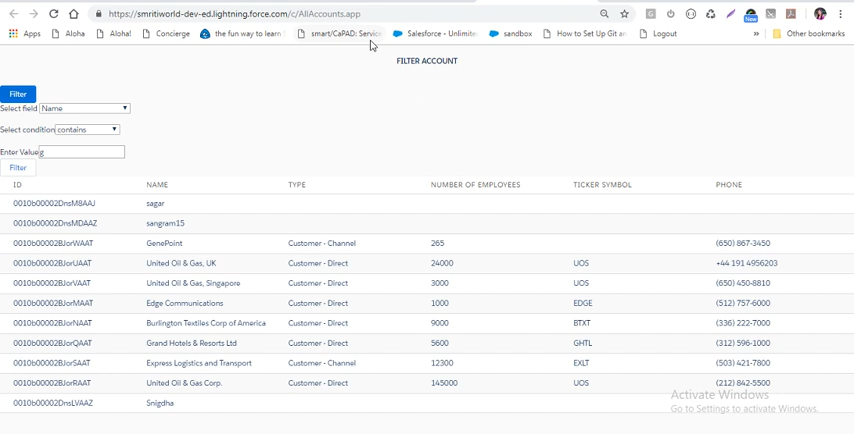 https://smritiworld-dev-ed.lightning.force.com/c/AllAccounts.app
New
Apps Aloha Aloha! Concierge the fun way to learn smart/CaPAD: Servic Salesforce - Unlimite sandbox How to Set Up Git an Logout » Other bookmarks
FILTER ACCOUNT
Filter
Select field Name
Select condition contains
Enter Value g
Filter
ID NAME TYPE NUMBER OF EMPLOYEES TICKER SYMBOL PHONE
0010b00002DnsM8AAJ sagar
0010b00002DnsMDAAZ sangram15
0010b00002BJorWAAT GenePoint Customer - Channel 265 (650) 867-3450
0010b00002BJorUAAT United Oil & Gas, UK Customer - Direct 24000 UOS +44 191 4956203
0010b00002BJorVAAT United Oil & Gas, Singapore Customer - Direct 3000 UOS (650) 450-8810
0010b00002BJorMAAT Edge Communications Customer - Direct 1000 EDGE (512) 757-6000
0010b00002BJorNAAT Burlington Textiles Corp of America Customer - Direct 9000 BTXT (336) 222-7000
0010b00002BJorQAAT Grand Hotels & Resorts Ltd Customer - Direct 5600 GHTL (312) 596-1000
0010b00002BJorSAAT Express Logistics and Transport Customer - Channel 12300 EXLT (503) 421-7800
0010b00002BJorRAAT United Oil & Gas Corp. Customer - Direct 145000 UOS (212) 842-5500
0010b00002DnsLVAAZ Snigdha
Activate Windows
Go to Settings to activate Windows.